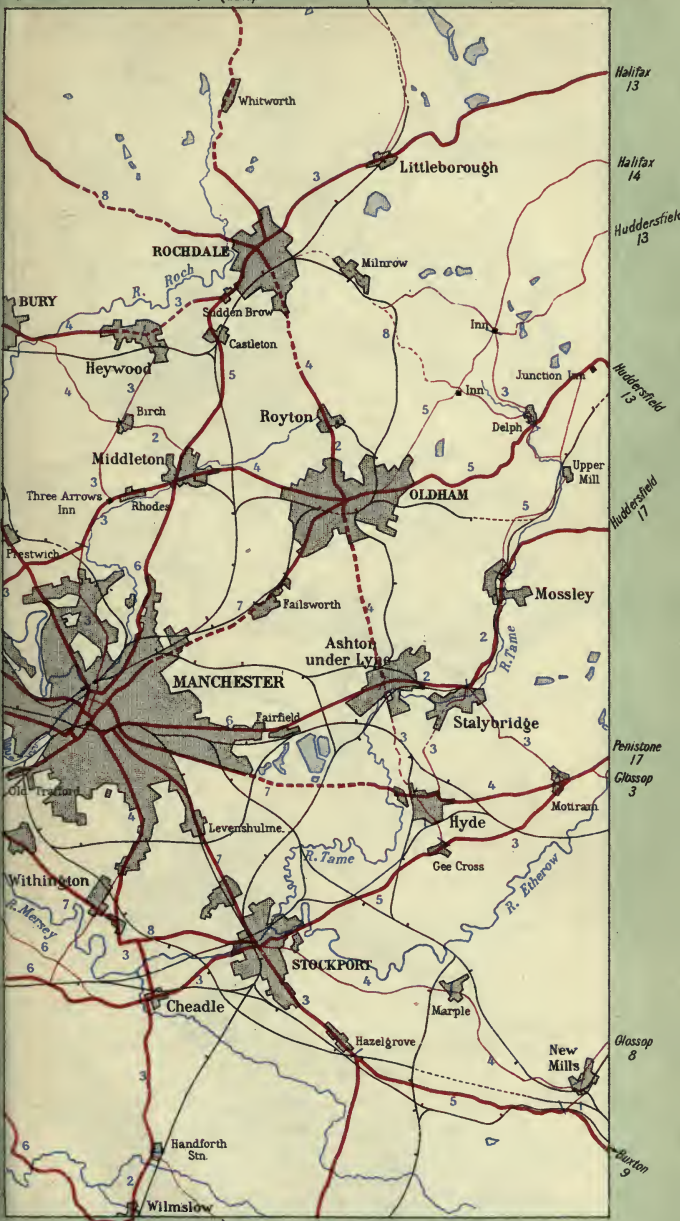 Halifax
13
Whitworth
3
Littleborough
Halifax
14
8
Huddersfield
13
ROCHDALE
Milnrow
R. Roch
3
Sudden Brow
BURY
4
Inn
8
Castleton
Heywood
4
5
Junction Inn
Huddersfield
13
3
Inn
4
Birch
Royton
5
Delph
2
2
Middleton
4
5
Upper
Mill
OLDHAM
3
Three Arrows
Inn
Rhodes
5
Huddersfield
17
Prestwich
6
3
3
7
Failsworth
4
Mossley
2
R. Tame
Ashton
under Lyne
MANCHESTER
2
6
Fairfield
Stalybridge
3
3
3
Penistone
17
Glossop
3
Old Trafford
7
4
Motiram
4
Levenshulme.
Hyde
3
7
R. Tame
Gee Cross
Withington
7
R. Etherow
5
R. Mersey
8
6
3
STOCKPORT
6
4
3
3
Marple
Cheadle
Hazelgrove
Glossop
8
New
Mills
4
3
5
6
Handforth
Stn.
Buxton
9
2
Wilmslow